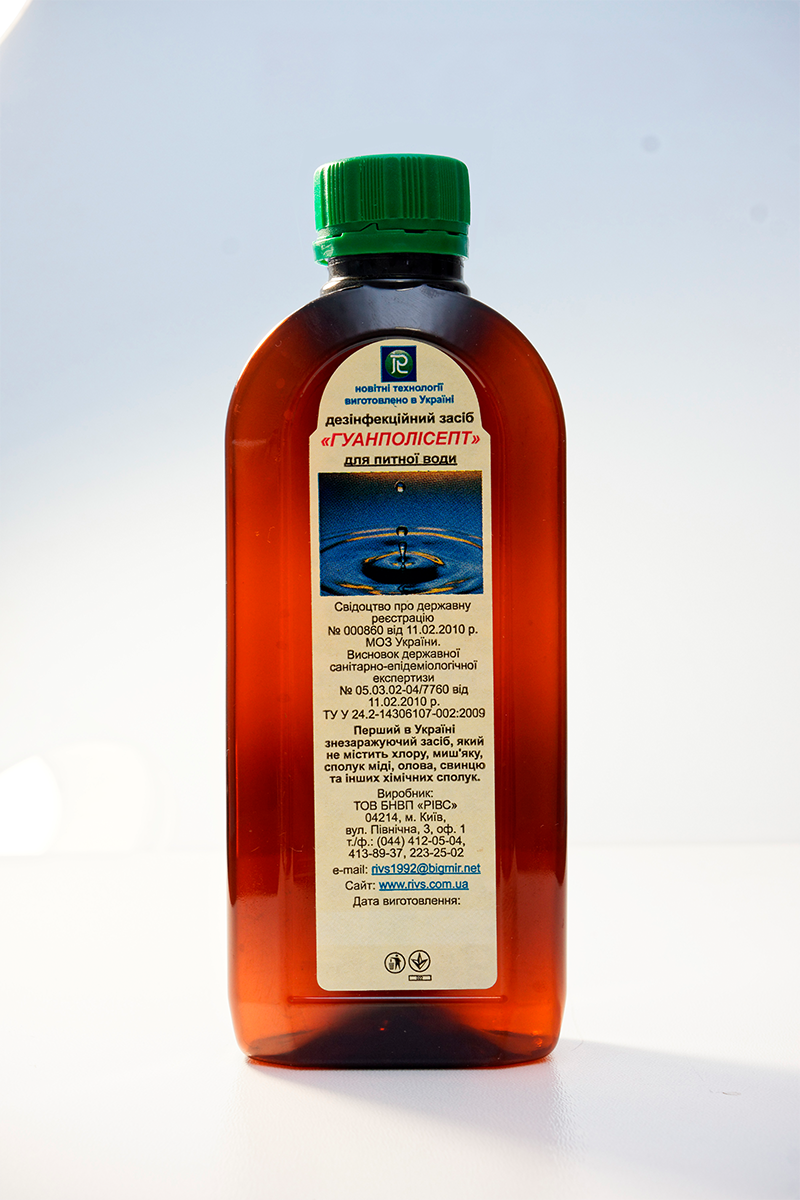 новітні технології
виготовлено в Україні
дезінфекційний засіб
«ГУАНПОЛІСЕПТ»
для питної води
Свідоцтво про державну
реєстрацію
№ 000860 від 11.02.2010 р.
МОЗ України.
Висновок державної
санітарно-епідеміологічної
експертизи
№ 05.03.02-04/7760 від
11.02.2010 р.
ТУ У 24.2-14306107-002:2009
Перший в Україні
знезаражуючий засіб, який
не містить хлору, миш'яку,
сполук міді, олова, свинцю
та інших хімічних сполук.
Виробник:
ТОВ БНВП «РІВС»
04214, м. Київ,
вул. Північна, 3, оф. 1
т./ф.: (044) 412-05-04,
413-89-37, 223-25-02
e-mail: rivs1992@bigmir.net
Сайт: www.rivs.com.ua
Дата виготовлення: